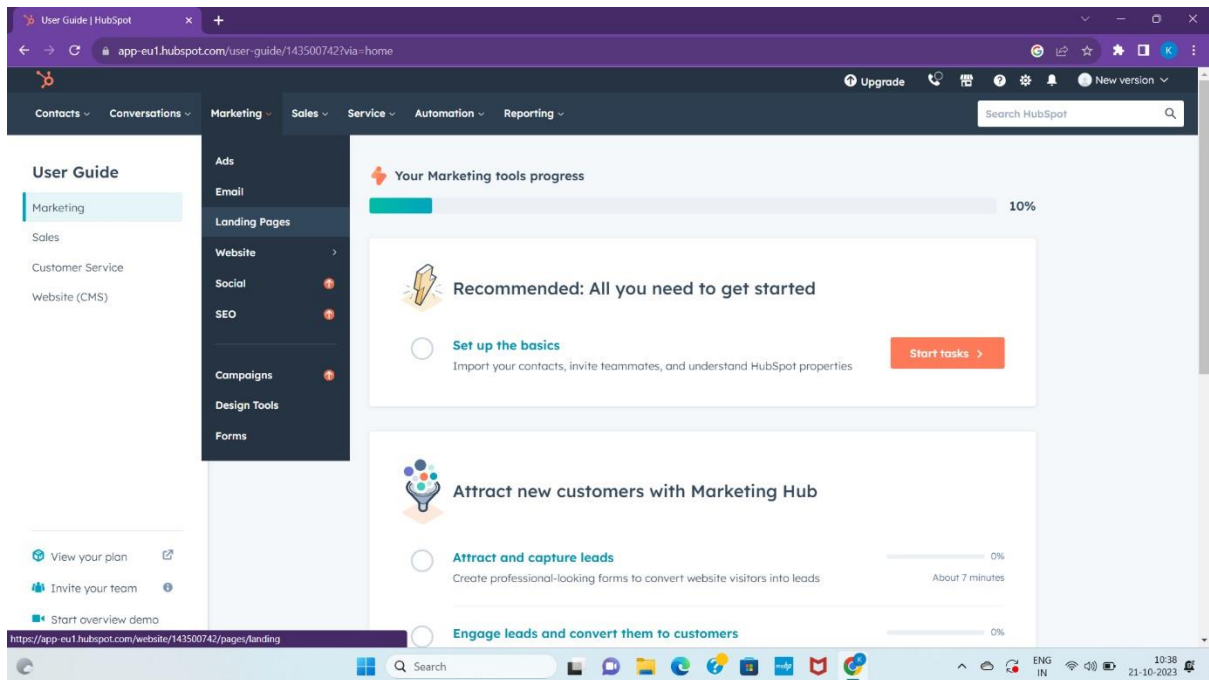 User Guide | HubSpot
app-eu1.hubspot.com/user-guide/143500742?via=home
K
Upgrade
New version
Contacts
Conversations
Marketing
Sales
Service
Automation
Reporting
Search HubSpot
User Guide
Marketing
Sales
Customer Service
Website (CMS)
View your plan
Invite your team
Start overview demo
Ads
Email
Landing Pages
Website
Social
SEO
Campaigns
Design Tools
Forms
Your Marketing tools progress
10%
Recommended: All you need to get started
Set up the basics
Import your contacts, invite teammates, and understand HubSpot properties
Start tasks
Attract new customers with Marketing Hub
Attract and capture leads
0%
Create professional-looking forms to convert website visitors into leads
About 7 minutes
Engage leads and convert them to customers
0%
https://app-eu1.hubspot.com/website/143500742/pages/landing
Search
ENG
IN
10:38
21-10-2023